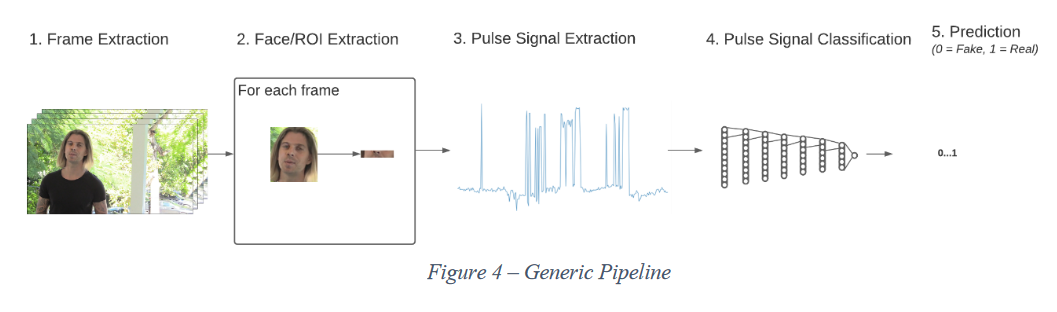 1. Frame Extraction
2. Face/ROI Extraction
3. Pulse Signal Extraction
4. Pulse Signal Classification
5. Prediction
(0 = Fake, 1 = Real)
For each frame
0...1
Figure 4 – Generic Pipeline